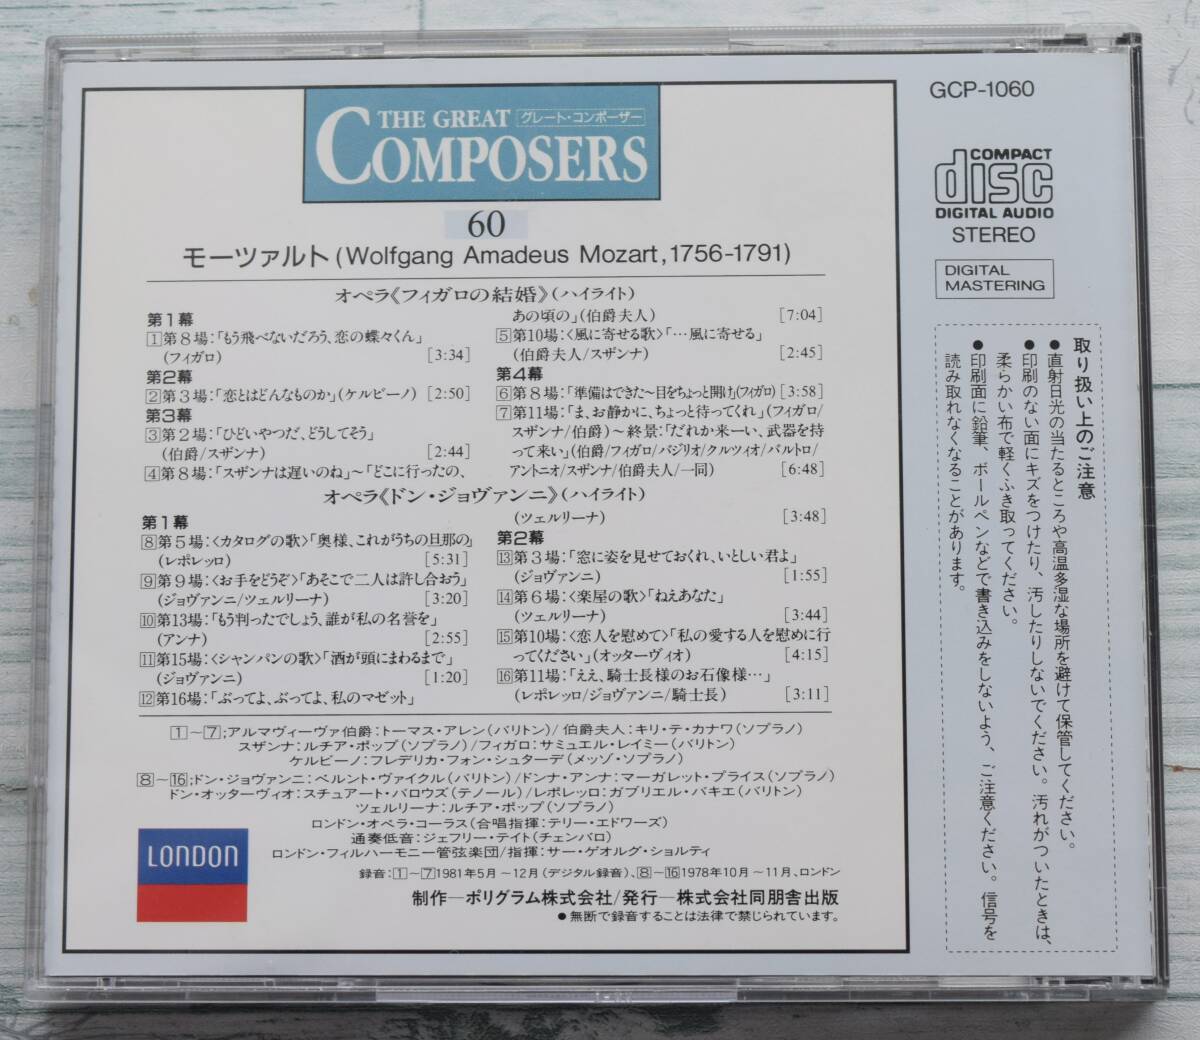 THE GREAT グレート・コンポーザー
COMPOSERS
60
モーツァルト(Wolfgang Amadeus Mozart,1756-1791)
オペラ《フィガロの結婚》(ハイライト)
第1幕
1 第8場:「もう飛べないだろう、恋の蝶々くん」
(フィガロ) [3:34]
第2幕
2 第3場:「恋とはどんなものか」(ケルビーノ) [2:50]
第3幕
3 第2場:「ひどいやつだ、どうしてそう」
(伯爵/スザンナ) [2:44]
4 第8場:「スザンナは遅いのね」~「どこに行ったの、
あの頃の」(伯爵夫人) [7:04]
5 第10場:〈風に寄せる歌〉「…風に寄せる」
(伯爵夫人/スザンナ) [2:45]
第4幕
6 第8場:「準備はできた~目をちょっと開け」(フィガロ) [3:58]
7 第11場:「ま、お静かに、ちょっと待ってくれ」(フィガロ/
スザンナ/伯爵)~終景:「だれか来ーい、武器を持
って来い」(伯爵/フィガロ/バジリオ/クルツィオ/バルトロ/
アントニオ/スザンナ/伯爵夫人/一同) [6:48]
オペラ《ドン・ジョヴァンニ》(ハイライト)
第1幕
8 第5場:〈カタログの歌〉「奥様、これがうちの旦那の」
(レポレッロ) [5:31]
9 第9場:〈お手をどうぞ〉「あそこで二人は許し合おう」
(ジョヴァンニ/ツェルリーナ) [3:20]
10 第13場:「もう判ったでしょう、誰が私の名誉を」
(アンナ) [2:55]
11 第15場:〈シャンパンの歌〉「酒が頭にまわるまで」
(ジョヴァンニ) [1:20]
12 第16場:「ぶってよ、ぶってよ、私のマゼット」
(ツェルリーナ) [3:48]
第2幕
13 第3場:「窓に姿を見せておくれ、いとしい君よ」
(ジョヴァンニ) [1:55]
14 第6場:〈楽屋の歌〉「ねえあなた」
(ツェルリーナ) [3:44]
15 第10場:〈恋人を慰めて〉「私の愛する人を慰めに行
ってください」(オッターヴィオ) [4:15]
16 第11場:「ええ、騎士長様のお石像様…」
(レポレッロ/ジョヴァンニ/騎士長) [3:11]
1~7;アルマヴィーヴァ伯爵:トーマス・アレン(バリトン)/伯爵夫人:キリ・テ・カナワ(ソプラノ)
スザンナ:ルチア・ポップ(ソプラノ)/フィガロ:サミュエル・レイミー(バリトン)
ケルビーノ:フレデリカ・フォン・シュターデ(メッゾ・ソプラノ)
8~16;ドン・ジョヴァンニ:ベルント・ヴァイクル(バリトン)/ドンナ・アンナ:マーガレット・プライス(ソプラノ)
ドン・オッターヴィオ:スチュアート・バロウズ(テノール)/レポレッロ:ガブリエル・バキエ(バリトン)
ツェルリーナ:ルチア・ポップ(ソプラノ)
ロンドン・オペラ・コーラス(合唱指揮:テリー・エドワーズ)
通奏低音:ジェフリー・テイト(チェンバロ)
ロンドン・フィルハーモニー管弦楽団/指揮:サー・ゲオルグ・ショルティ
録音:1~7 1981年5月~12月(デジタル録音)、8~16 1978年10月~11月、ロンドン
制作―ポリグラム株式会社/発行―株式会社同朋舎出版
●無断で録音することは法律で禁じられています。
LONDON
GCP-1060
COMPACT
disc
DIGITAL AUDIO
STEREO
DIGITAL
MASTERING
取り扱い上のご注意
●直射日光の当たるところや高温多湿な場所を避けて保管してください。
●印刷のない面にキズをつけたり、汚したりしないでください。汚れがついたときは、
柔らかい布で軽くふき取ってください。
●印刷面に鉛筆、ボールペンなどで書き込みをしないよう、ご注意ください。信号を
読み取れなくなることがあります。